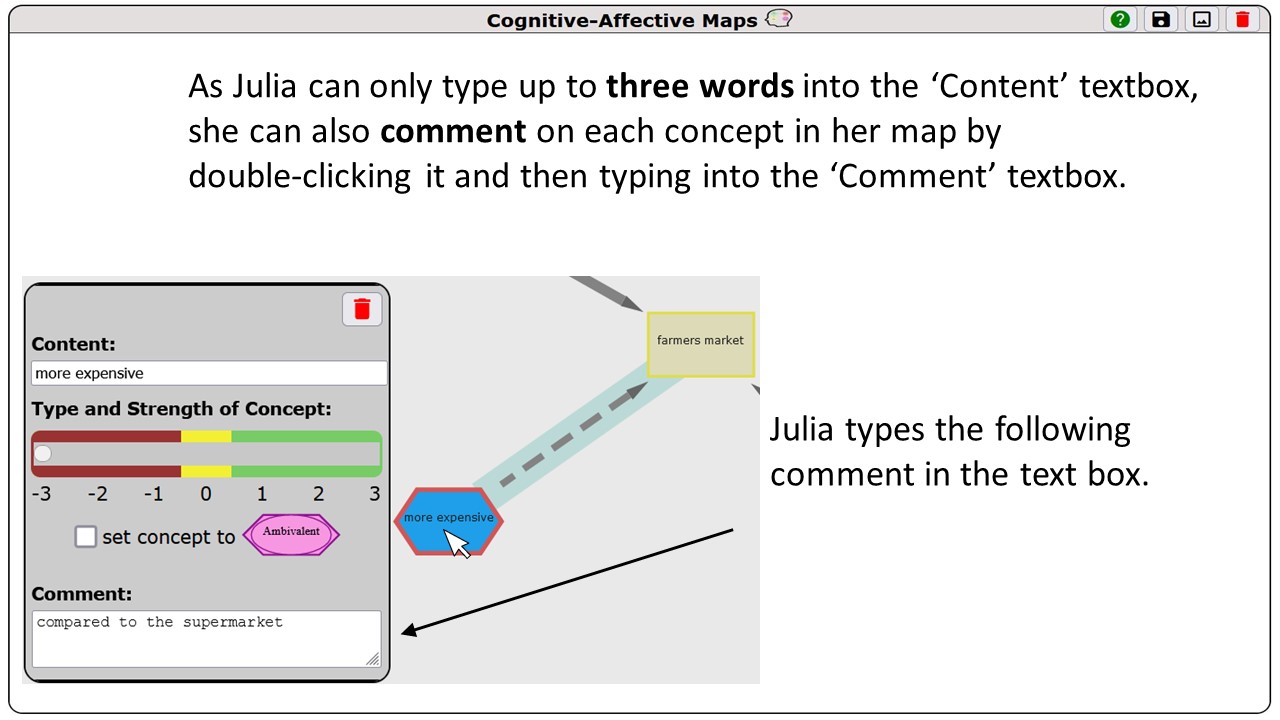 Cognitive-Affective Maps
?
As Julia can only type up to three words into the ‘Content’ textbox,
she can also comment on each concept in her map by
double-clicking it and then typing into the ‘Comment’ textbox.
Content:
more expensive
Type and Strength of Concept:
-3 -2 -1 0 1 2 3
set concept to Ambivalent
Comment:
compared to the supermarket
farmers market
more expensive
Julia types the following
comment in the text box.